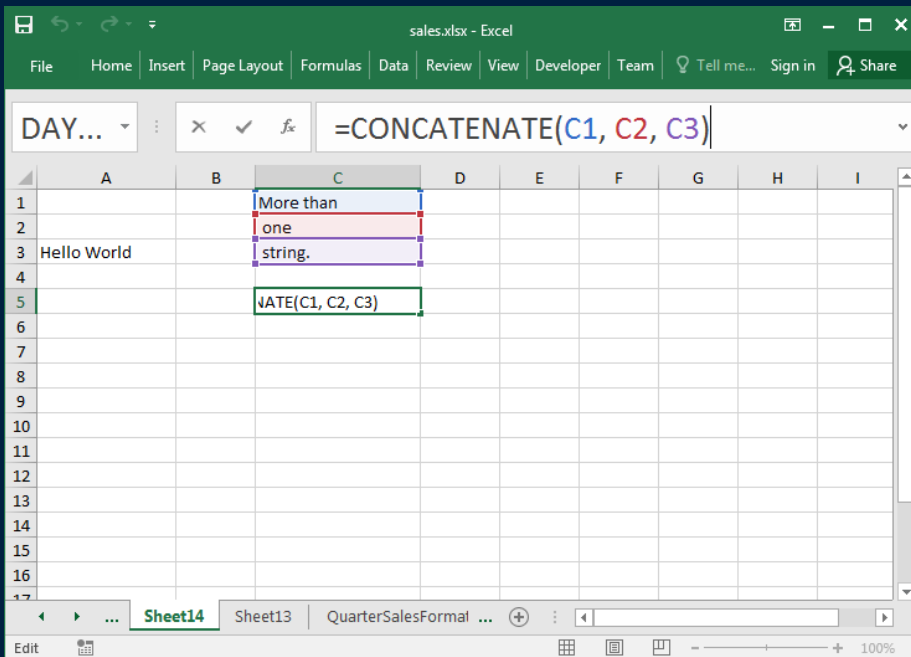 sales.xlsx - Excel
File Home Insert Page Layout Formulas Data Review View Developer Team Tell me... Sign in Share
DAY... fx =CONCATENATE(C1, C2, C3)
A B C D E F G H I
1 More than
2 one
3 Hello World string.
4
5 NATE(C1, C2, C3)
6
7
8
9
10
11
12
13
14
15
16
17
... Sheet14 Sheet13 QuarterSalesFormat ...
Edit 100%